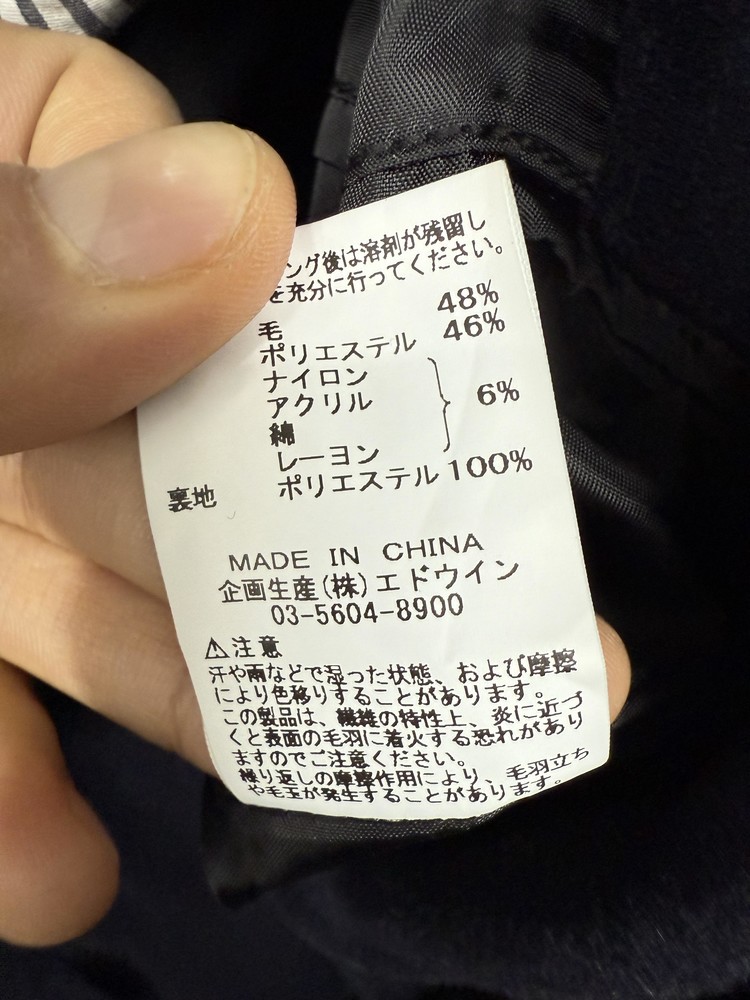 ング後は溶剤が残留し
を充分に行ってください。
毛 48%
ポリエステル 46%
ナイロン
アクリル } 6%
綿
レーヨン
裏地 ポリエステル 100%
MADE IN CHINA
企画生産(株)エドウイン
03-5604-8900
⚠注意
汗や雨などで湿った状態、および摩擦
により色移りすることがあります。
この製品は、繊維の特性上、炎に近づ
くと表面の毛羽に着火する恐れがあり
ますのでご注意ください。
繰り返しの摩擦作用により、毛羽立ち
や毛玉が発生することがあります。